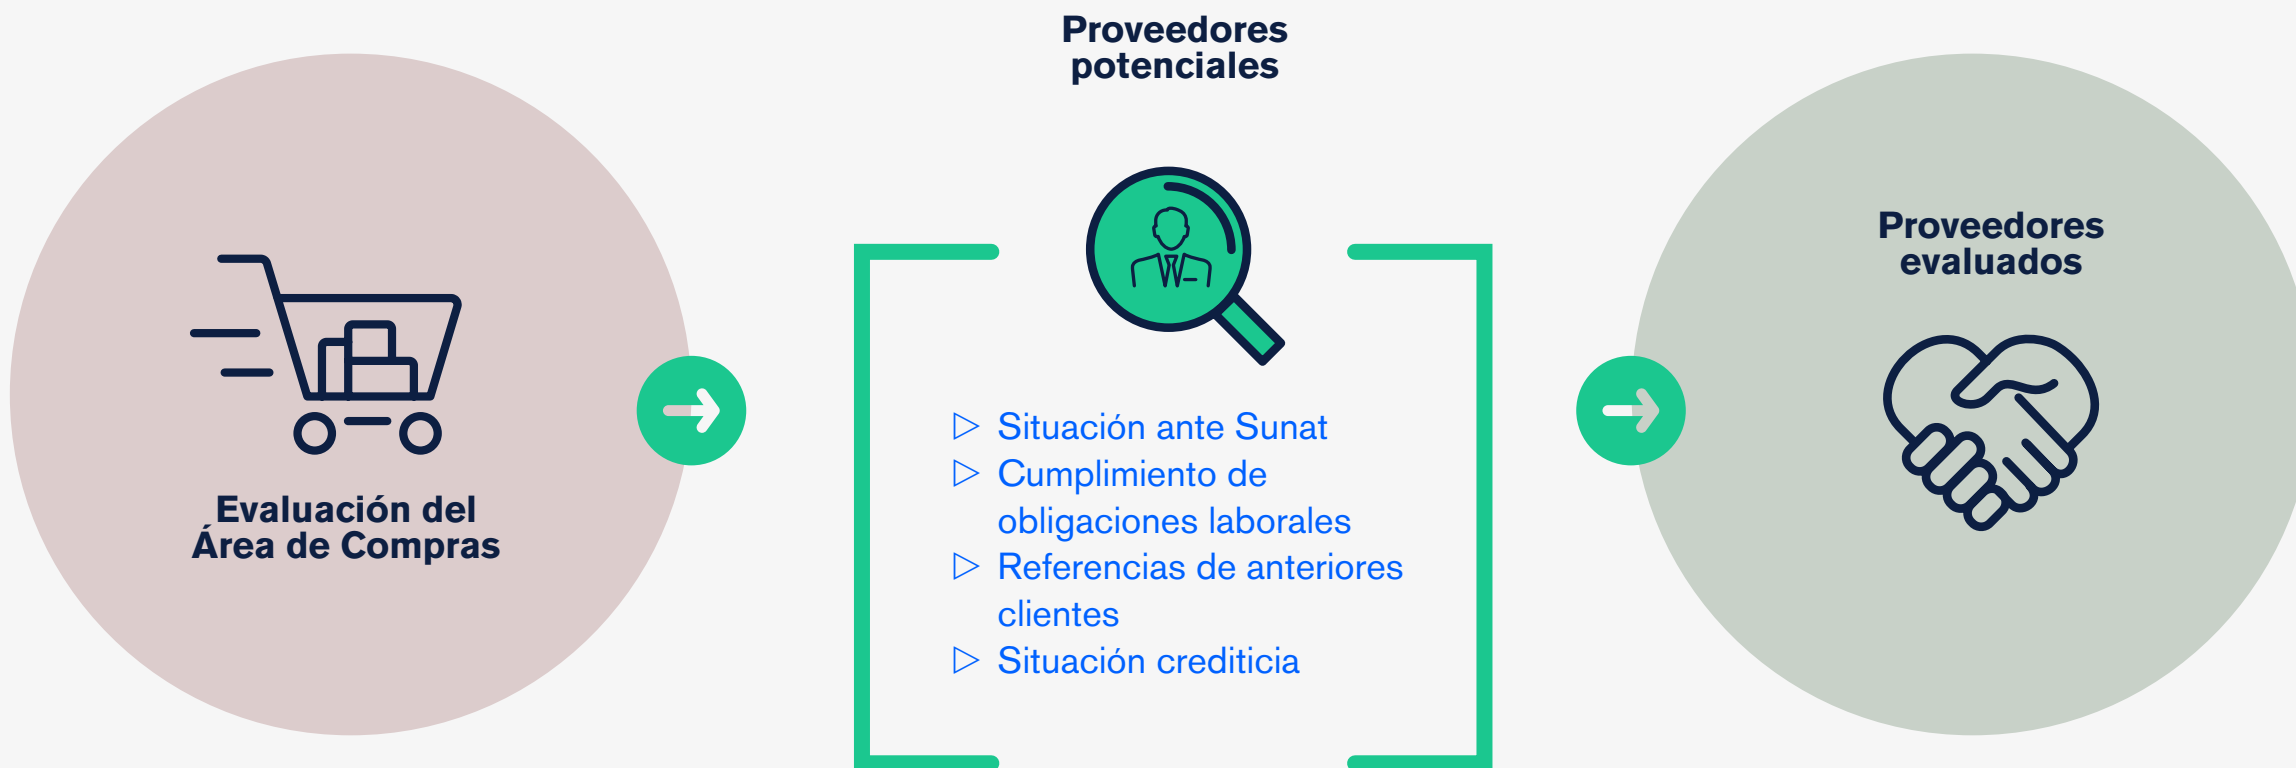 Evaluación del
Área de Compras
Proveedores
potenciales
▷ Situación ante Sunat
▷ Cumplimiento de
obligaciones laborales
▷ Referencias de anteriores
clientes
▷ Situación crediticia
Proveedores
evaluados